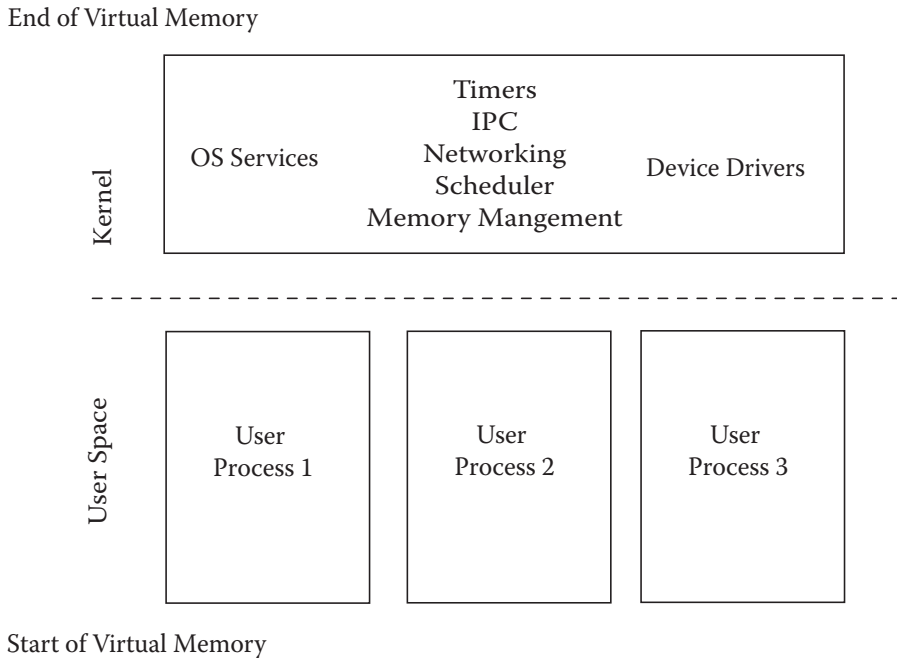 End of Virtual Memory
Kernel
OS Services
Timers
IPC
Networking
Scheduler
Memory Mangement
Device Drivers
User Space
User
Process 1
User
Process 2
User
Process 3
Start of Virtual Memory